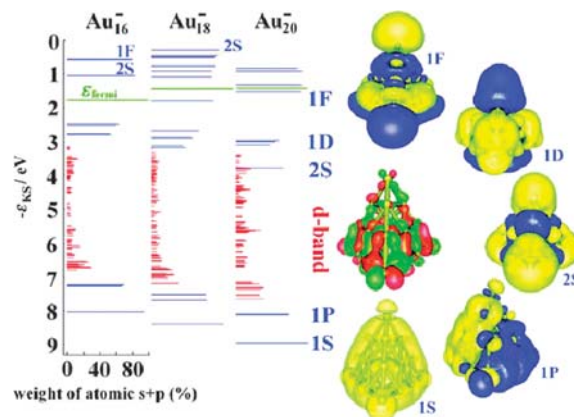 Au₁₆⁻ Au₁₈⁻ Au₂₀⁻
0
1
2
3
4
5
6
7
8
9
-εKS/ eV
1F
2S
εfermi
2S
1F
1D
2S
d-band
1P
1S
0 40 80
weight of atomic s+p (%)
1F
1D
2S
1P
1S